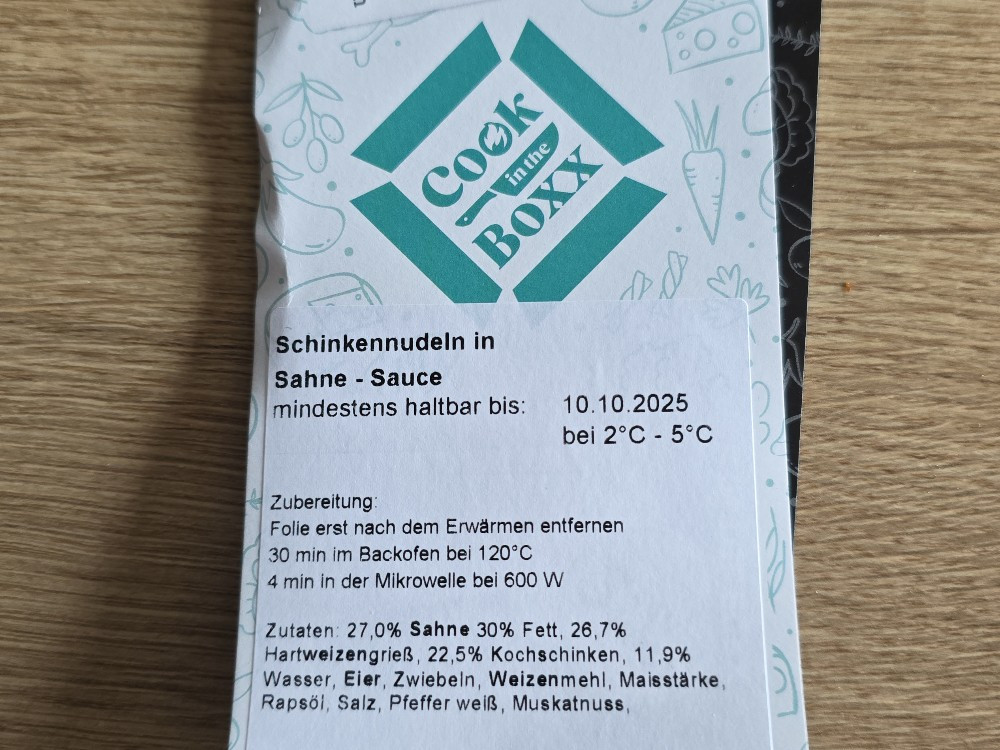 Cook
in the
BOXX
Schinkennudeln in
Sahne - Sauce
mindestens haltbar bis: 10.10.2025
bei 2°C - 5°C
Zubereitung:
Folie erst nach dem Erwärmen entfernen
30 min im Backofen bei 120°C
4 min in der Mikrowelle bei 600 W
Zutaten: 27,0% Sahne 30% Fett, 26,7%
Hartweizengrieß, 22,5% Kochschinken, 11,9%
Wasser, Eier, Zwiebeln, Weizenmehl, Maisstärke,
Rapsöl, Salz, Pfeffer weiß, Muskatnuss,